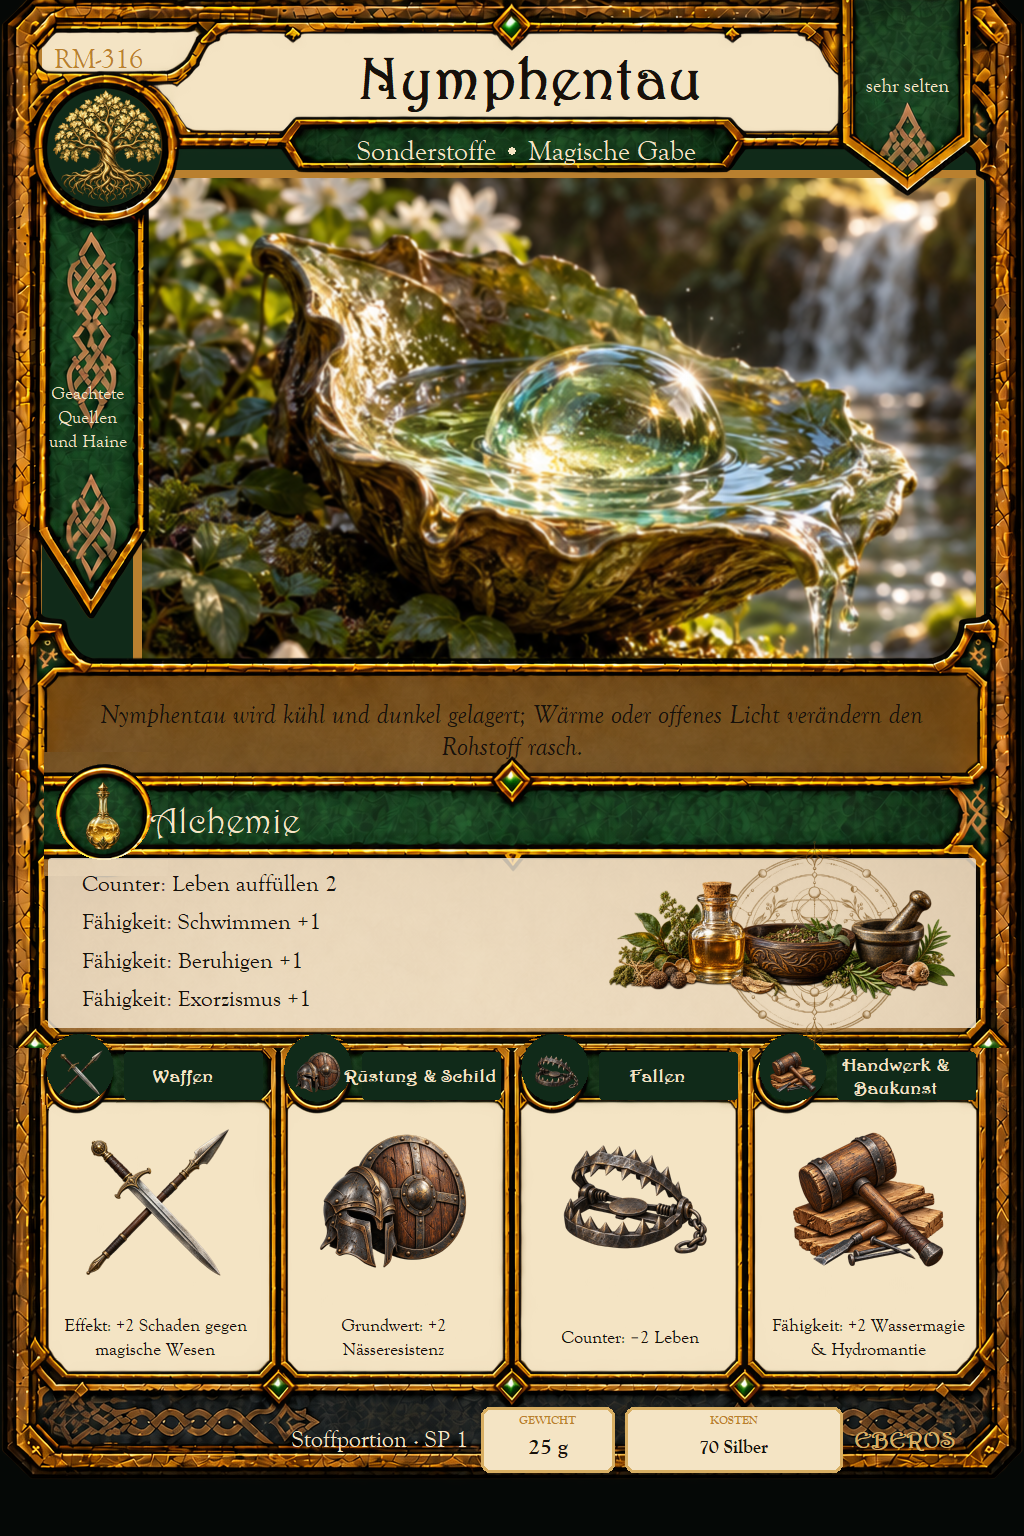 RM-316
Nymphentau
sehr selten
Sonderstoffe • Magische Gabe
Geachtete
Quellen
und Haine
Nymphentau wird kühl und dunkel gelagert; Wärme oder offenes Licht verändern den
Rohstoff rasch.
Alchemie
Counter: Leben auffüllen 2
Fähigkeit: Schwimmen +1
Fähigkeit: Beruhigen +1
Fähigkeit: Exorzismus +1
Waffen
Rüstung & Schild
Fallen
Handwerk &
Baukunst
Effekt: +2 Schaden gegen
magische Wesen
Grundwert: +2
Nässeresistenz
Counter: −2 Leben
Fähigkeit: +2 Wassermagie
& Hydromantie
Stoffportion · SP 1
GEWICHT
25 g
KOSTEN
70 Silber
EBEROS